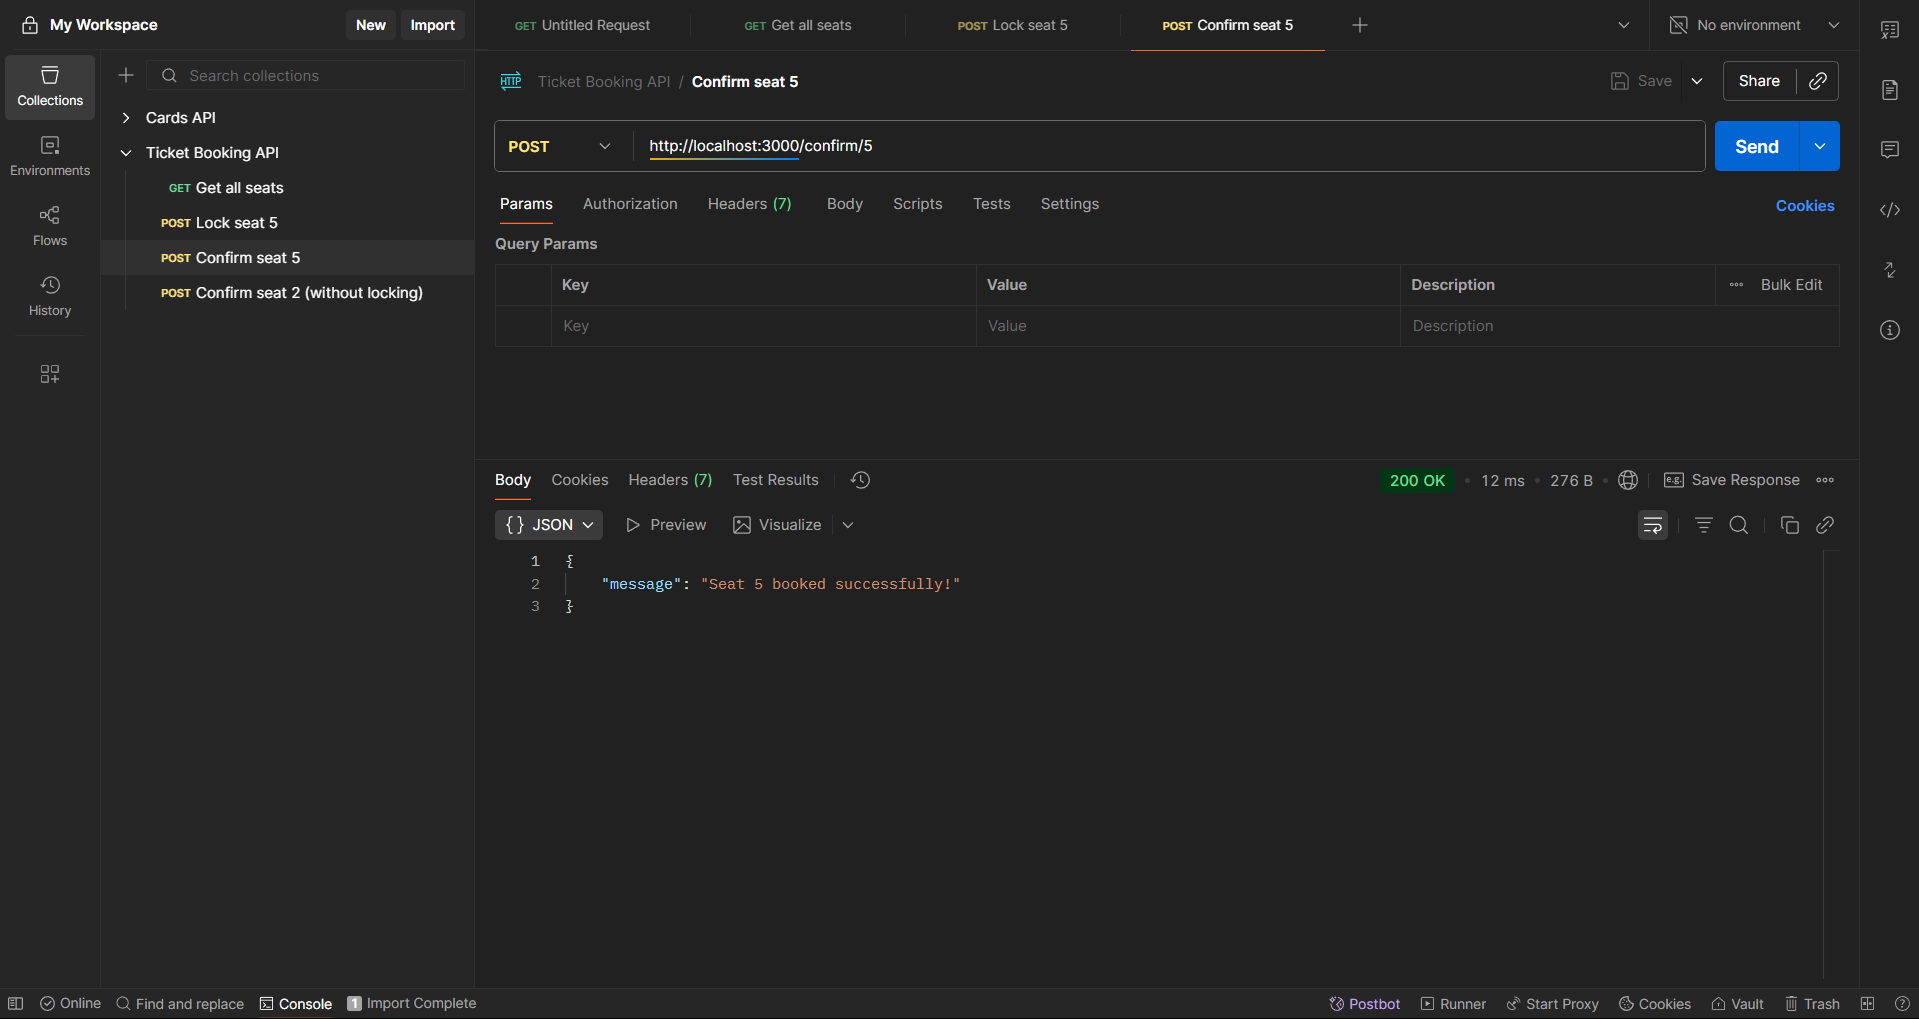 My Workspace
New
Import
GET Untitled Request
GET Get all seats
POST Lock seat 5
POST Confirm seat 5
No environment
Collections
Environments
Flows
History
Search collections
Cards API
Ticket Booking API
GET Get all seats
POST Lock seat 5
POST Confirm seat 5
POST Confirm seat 2 (without locking)
HTTP Ticket Booking API / Confirm seat 5
Save
Share
POST
http://localhost:3000/confirm/5
Send
Params
Authorization
Headers (7)
Body
Scripts
Tests
Settings
Cookies
Query Params
Key
Value
Description
Bulk Edit
Key
Value
Description
Body
Cookies
Headers (7)
Test Results
200 OK
12 ms
276 B
e.g. Save Response
{} JSON
Preview
Visualize
1 {
2 "message": "Seat 5 booked successfully!"
3 }
Online
Find and replace
Console
1 Import Complete
Postbot
Runner
Start Proxy
Cookies
Vault
Trash